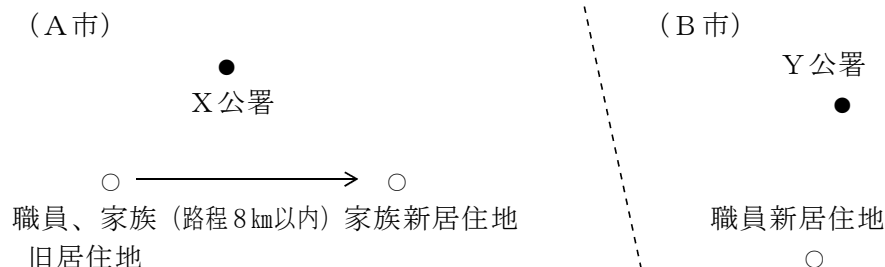 （Ａ市）
（Ｂ市）
Ｙ公署
Ｘ公署
職員、家族（路程８㎞以内）家族新居住地
職員新居住地
旧居住地